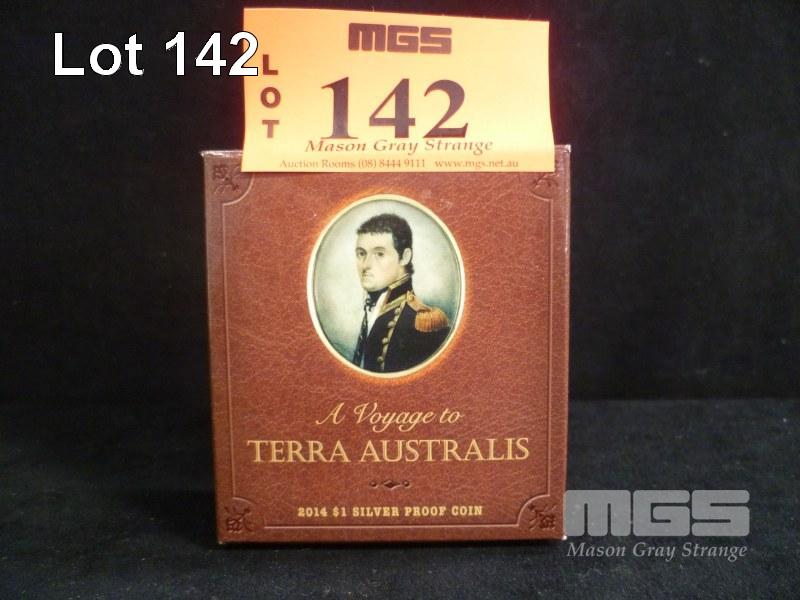 Lot 142
MGS
LOT
142
Mason Gray Strange
Auction Rooms (08) 8444 9111 www.mgs.net.au
A Voyage to
TERRA AUSTRALIS
2014 $1 SILVER PROOF COIN
MGS
Mason Gray Strange